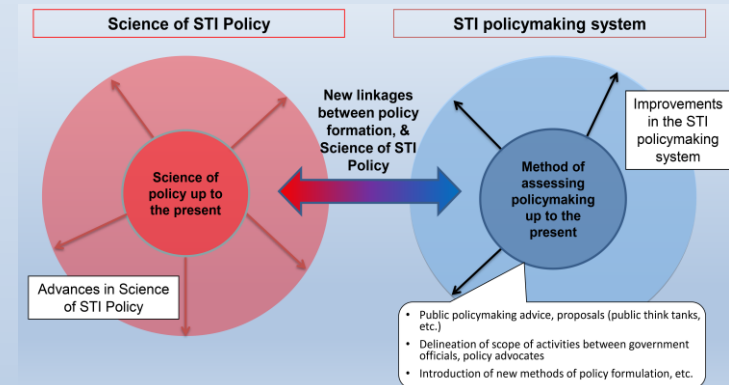 Science of STI Policy
STI policymaking system
New linkages
between policy
formation, &
Science of STI
Policy
Science of
policy up to
the present
Method of
assessing
policymaking
up to the
present
Improvements
in the STI
policymaking
system
Advances in Science
of STI Policy
• Public policymaking advice, proposals (public think tanks,
etc.)
• Delineation of scope of activities between government
officials, policy advocates
• Introduction of new methods of policy formulation, etc.